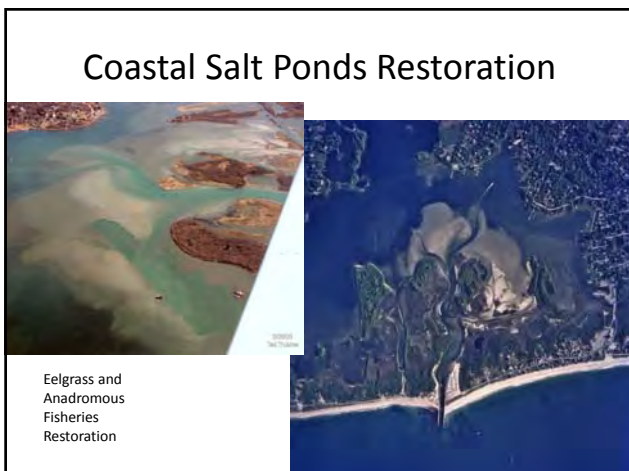 Coastal Salt Ponds Restoration
Eelgrass and
Anadromous
Fisheries
Restoration